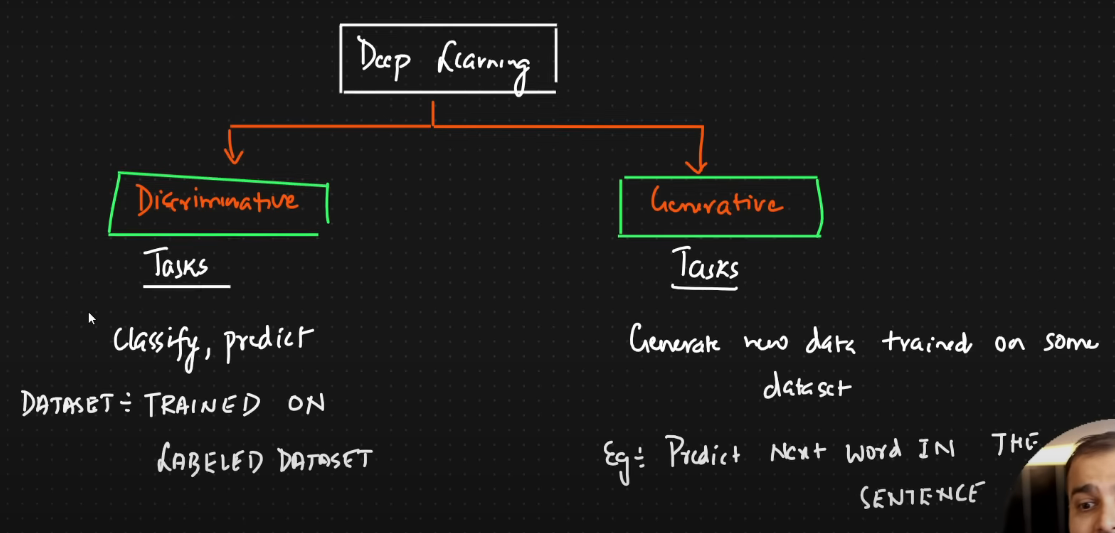 Deep Learning
Discriminative
Generative
Tasks
Classify, predict
DATASET ÷ TRAINED ON
LABELED DATASET
Tasks
Generate new data trained on some
dataset
Eg ÷ Predict Next word IN THE
SENTENCE